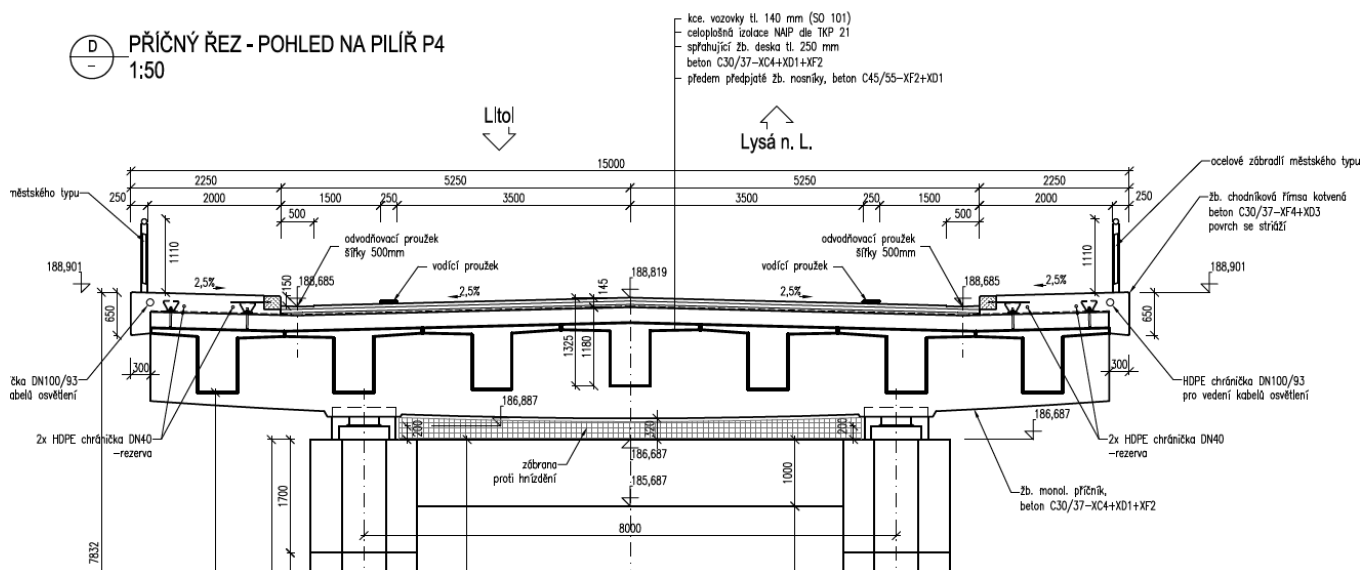 D
-
PŘÍČNÝ ŘEZ - POHLED NA PILÍŘ P4
1:50
kce. vozovky tl. 140 mm (SO 101)
celoplošná izolace NAIP dle TKP 21
spřahující žb. deska tl. 250 mm
beton C30/37-XC4+XD1+XF2
předem předpjaté žb. nosníky, beton C45/55-XF2+XD1
Litol
Lysá n. L.
15000
2250
5250
5250
2250
250
2000
1500
250
3500
3500
250
1500
2000
250
500
500
městského typu
ocelové zábradlí městského typu
žb. chodníková římsa kotvená
beton C30/37-XF4+XD3
povrch se striáží
1110
1110
odvodňovací proužek
šířky 500mm
vodící proužek
odvodňovací proužek
šířky 500mm
vodící proužek
188,901
2,5%
150
188,685
2,5%
145
188,819
2,5%
188,685
2,5%
188,901
650
650
1325
1180
300
300
čka DN100/93
abelů osvětlení
HDPE chránička DN100/93
pro vedení kabelů osvětlení
2x HDPE chránička DN40
-rezerva
2x HDPE chránička DN40
-rezerva
186,887
200
320
200
186,687
186,687
zábrana
proti hnízdění
185,687
1700
1000
žb. monol. příčník,
beton C30/37-XC4+XD1+XF2
8000
7832